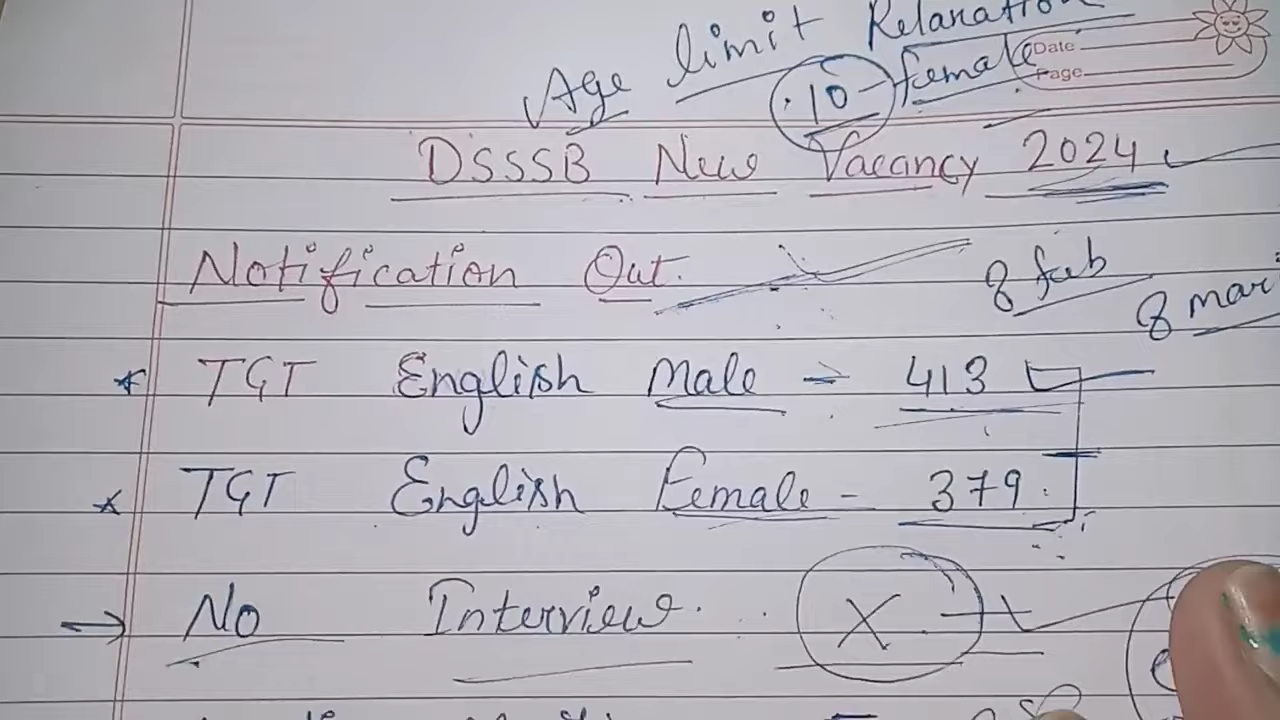 Age limit Relaxation
10 - female
Date
Page
DSSSB New Vacancy 2024
Notification Out.
8 feb
8 mar
* TGT English Male - 413
* TGT English Female - 379
→ No Interview. X